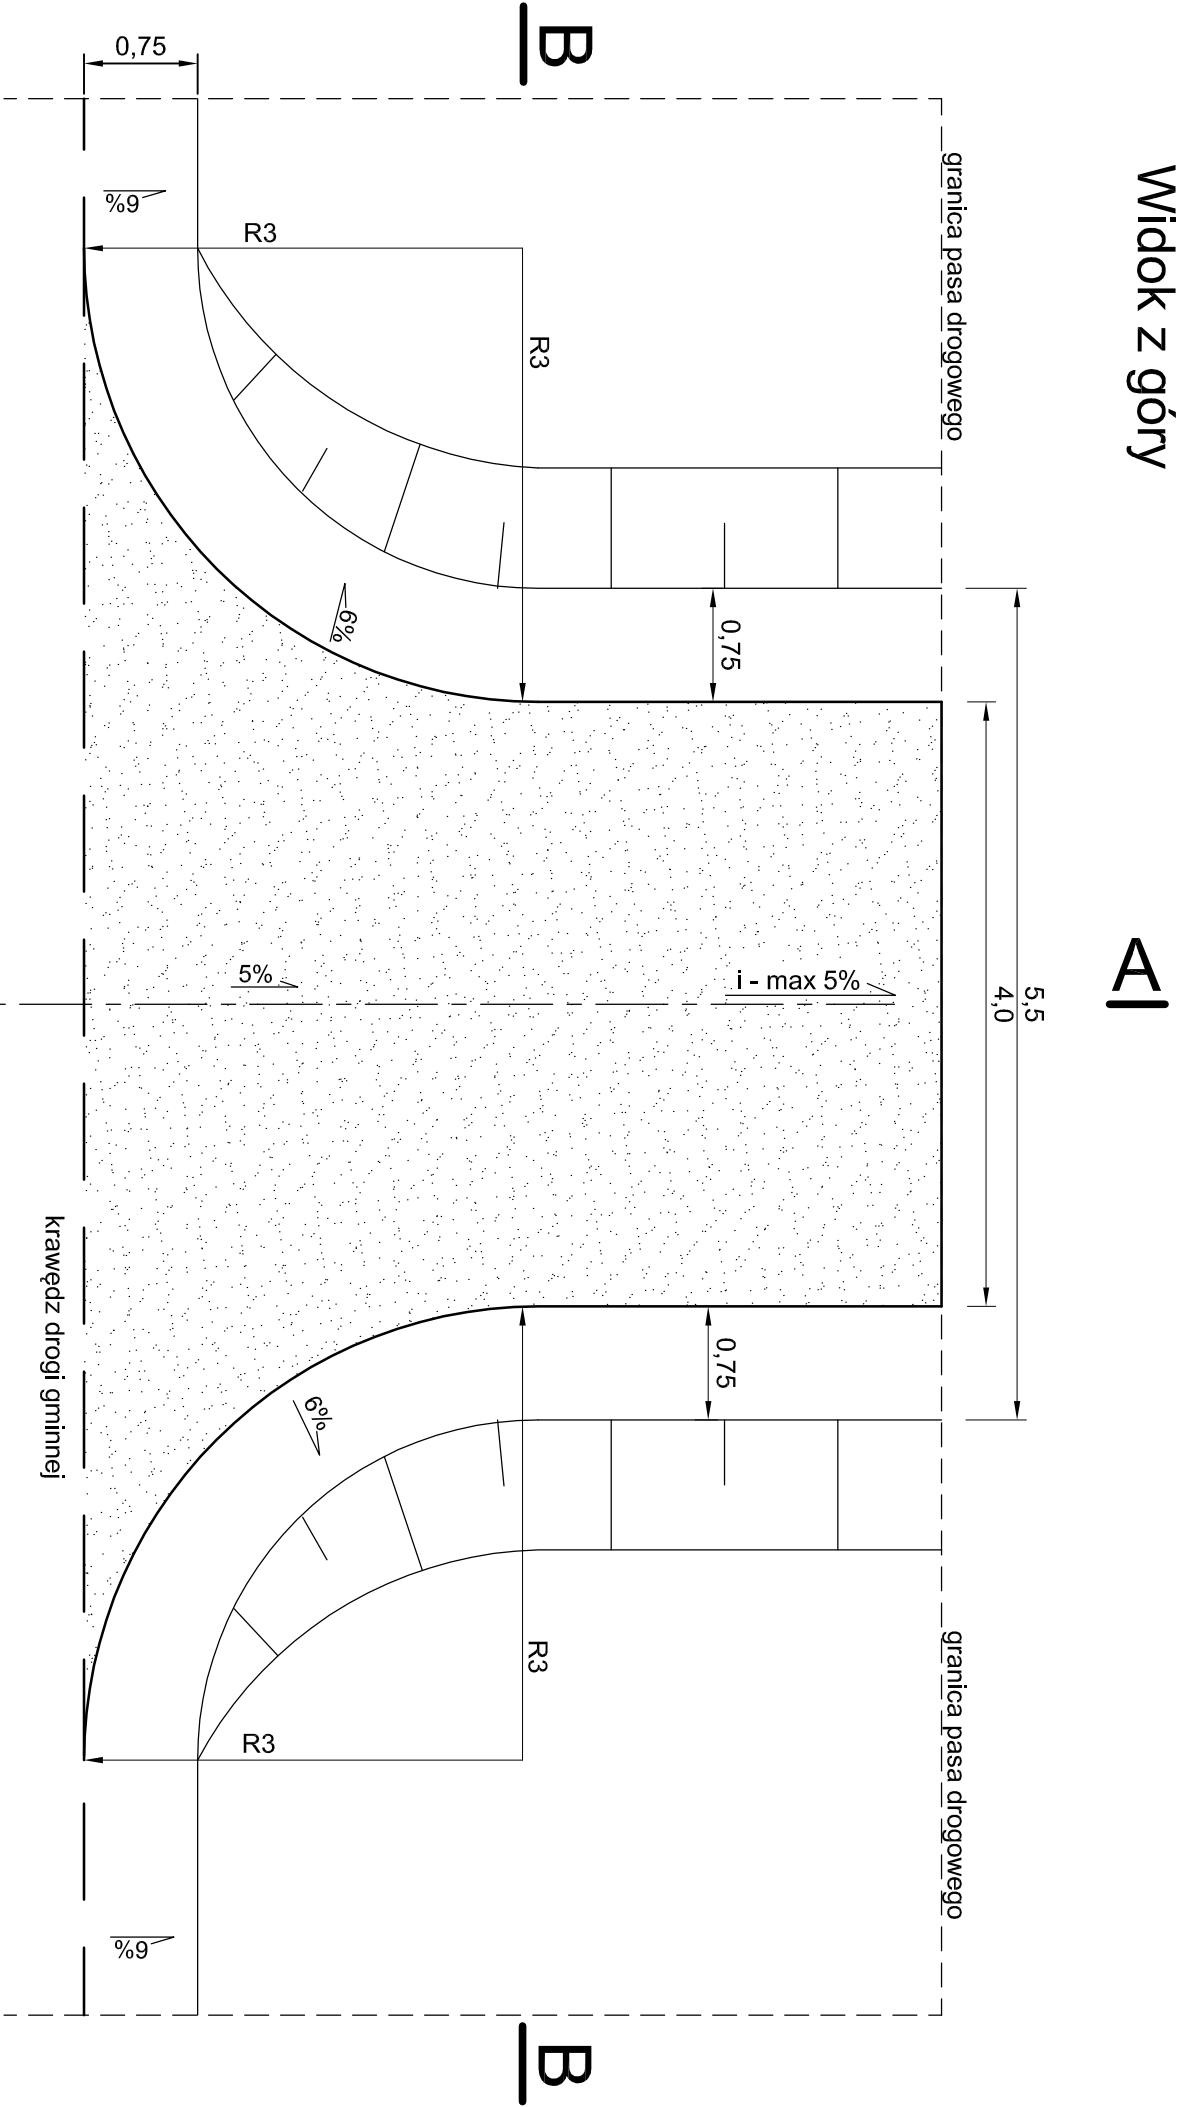 Widok z góry
A
B
B
granica pasa drogowego
granica pasa drogowego
5,5
4,0
0,75
0,75
0,75
R3
R3
R3
R3
6%
6%
6%
6%
5%
i - max 5%
krawędz drogi gminnej